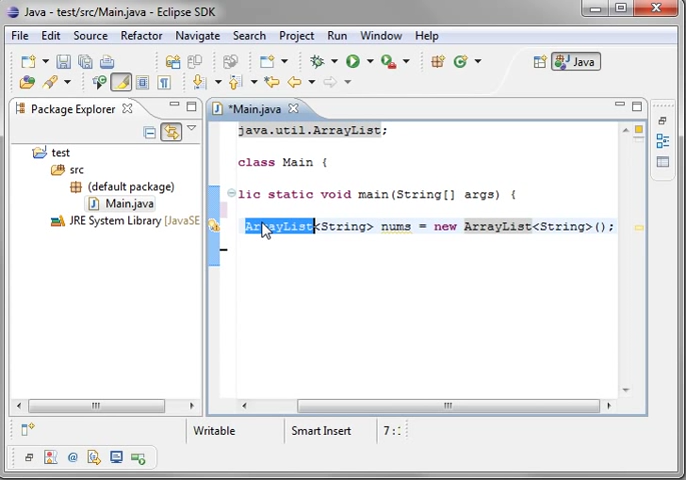 Java - test/src/Main.java - Eclipse SDK
File Edit Source Refactor Navigate Search Project Run Window Help
Java
Package Explorer
*Main.java
test
src
(default package)
Main.java
JRE System Library [JavaSE
java.util.ArrayList;
class Main {
lic static void main(String[] args) {
ArrayList<String> nums = new ArrayList<String>();
Writable
Smart Insert
7: